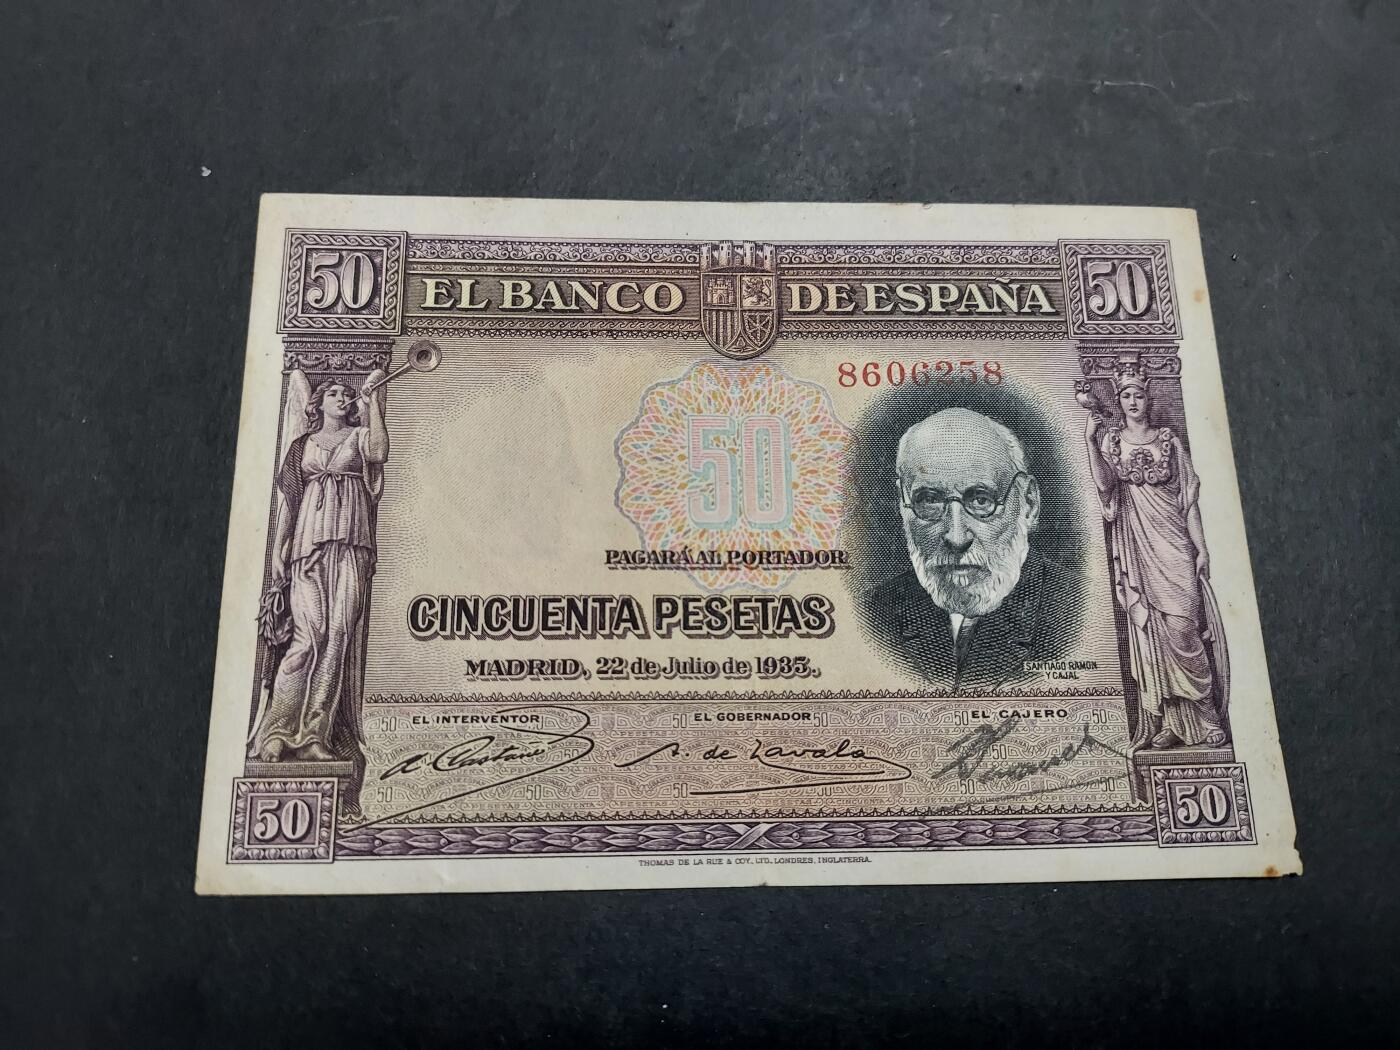 50 EL BANCO DE ESPAÑA 50
8606258
50
PAGARÁ AL PORTADOR
CINCUENTA PESETAS
MADRID, 22 de Julio de 1935.
SANTIAGO RAMON
Y CAJAL
EL INTERVENTOR EL GOBERNADOR EL CAJERO
A. de Zavala
50 50
THOMAS DE LA RUE & COY., LTD., LONDRES, INGLATERRA.